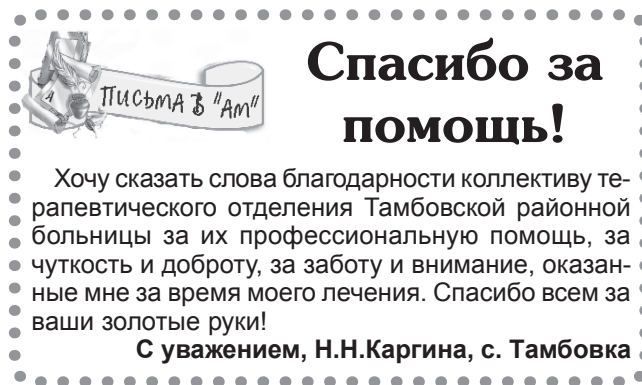 ПИСЬМА В "АМ"
Спасибо за
помощь!
Хочу сказать слова благодарности коллективу те-
рапевтического отделения Тамбовской районной
больницы за их профессиональную помощь, за
чуткость и доброту, за заботу и внимание, оказан-
ные мне за время моего лечения. Спасибо всем за
ваши золотые руки!
С уважением, Н.Н.Каргина, с. Тамбовка